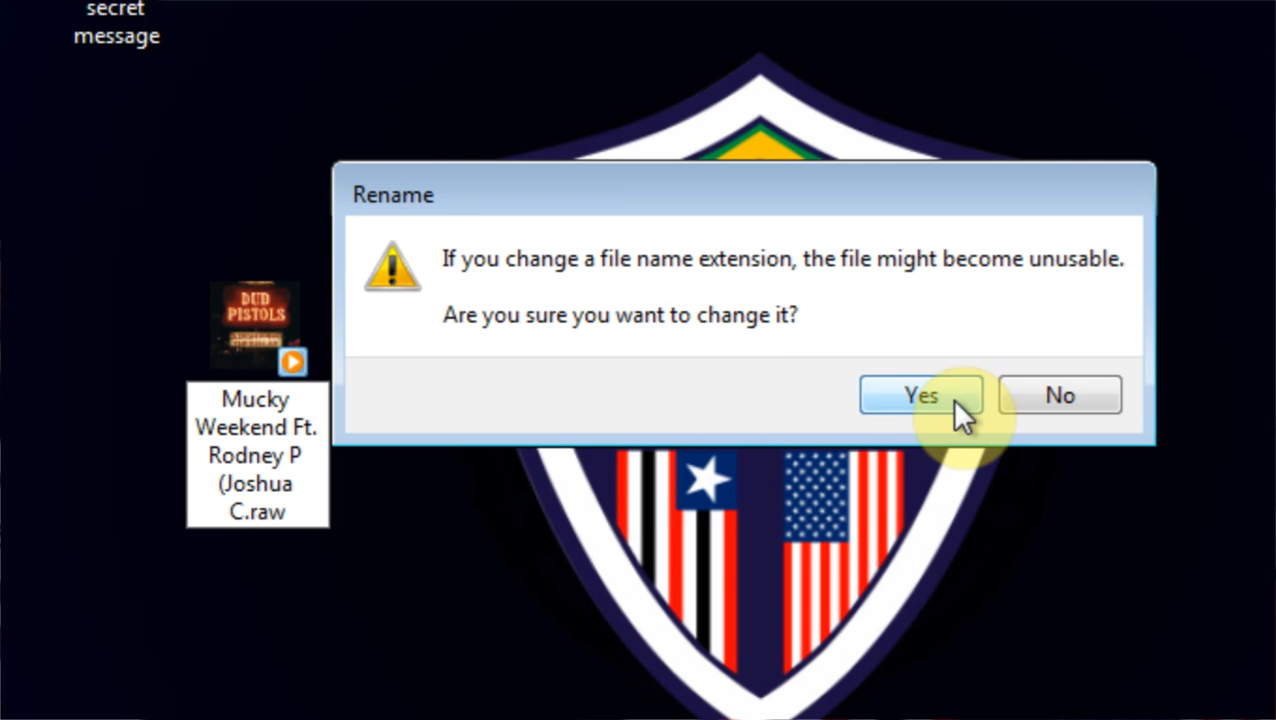 secret
message
Rename
If you change a file name extension, the file might become unusable.
Are you sure you want to change it?
Yes
No
DUB
PISTOLS
Mucky
Weekend Ft.
Rodney P
(Joshua
C.raw